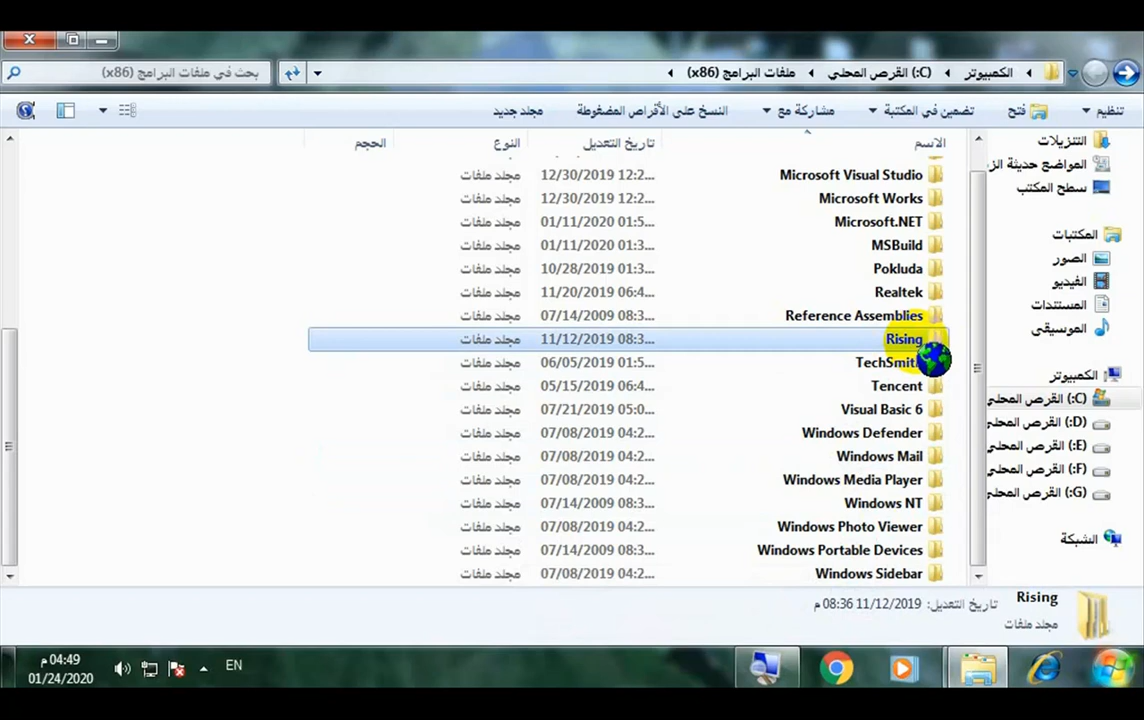 الكمبيوتر
القرص المحلي (C:)
ملفات البرامج (x86)
بحث في ملفات البرامج (x86)
تنظيم
فتح
تضمين في المكتبة
مشاركة مع
النسخ على الأقراص المضغوطة
مجلد جديد
الاسم
تاريخ التعديل
النوع
الحجم
Microsoft Visual Studio 12/30/2019 12:2... مجلد ملفات
Microsoft Works 12/30/2019 12:2... مجلد ملفات
Microsoft.NET 01/11/2020 01:5... مجلد ملفات
MSBuild 01/11/2020 01:3... مجلد ملفات
Pokluda 10/28/2019 01:3... مجلد ملفات
Realtek 11/20/2019 06:4... مجلد ملفات
Reference Assemblies 07/14/2009 08:3... مجلد ملفات
Rising 11/12/2019 08:3... مجلد ملفات
TechSmith 06/05/2019 01:5... مجلد ملفات
Tencent 05/15/2019 06:4... مجلد ملفات
Visual Basic 6 07/21/2019 05:0... مجلد ملفات
Windows Defender 07/08/2019 04:2... مجلد ملفات
Windows Mail 07/08/2019 04:2... مجلد ملفات
Windows Media Player 07/08/2019 04:2... مجلد ملفات
Windows NT 07/14/2009 08:3... مجلد ملفات
Windows Photo Viewer 07/08/2019 04:2... مجلد ملفات
Windows Portable Devices 07/14/2009 08:3... مجلد ملفات
Windows Sidebar 07/08/2019 04:2... مجلد ملفات
التنزيلات
المواضع حديثة الز
سطح المكتب
المكتبات
الصور
الفيديو
المستندات
الموسيقى
الكمبيوتر
القرص المحلي (C:)
القرص المحلي (D:)
القرص المحلي (E:)
القرص المحلي (F:)
القرص المحلي (G:)
الشبكة
Rising
مجلد ملفات
تاريخ التعديل: 11/12/2019 08:36 م
EN
04:49 م
01/24/2020